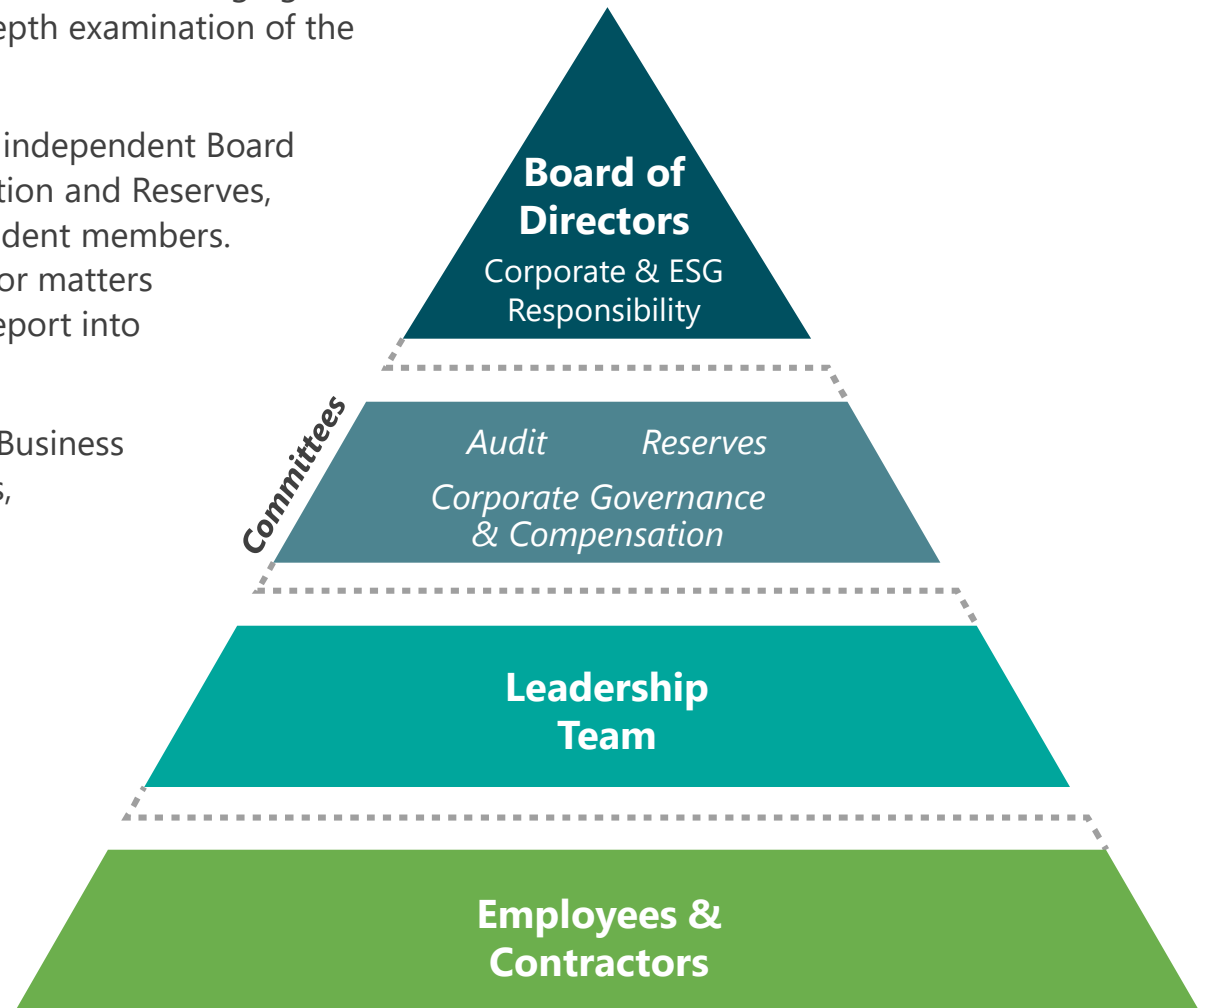 epth examination of the
independent Board
tion and Reserves,
dent members.
or matters
eport into
Business
s,
Board of
Directors
Corporate & ESG
Responsibility
Committees
Audit Reserves
Corporate Governance
& Compensation
Leadership
Team
Employees &
Contractors